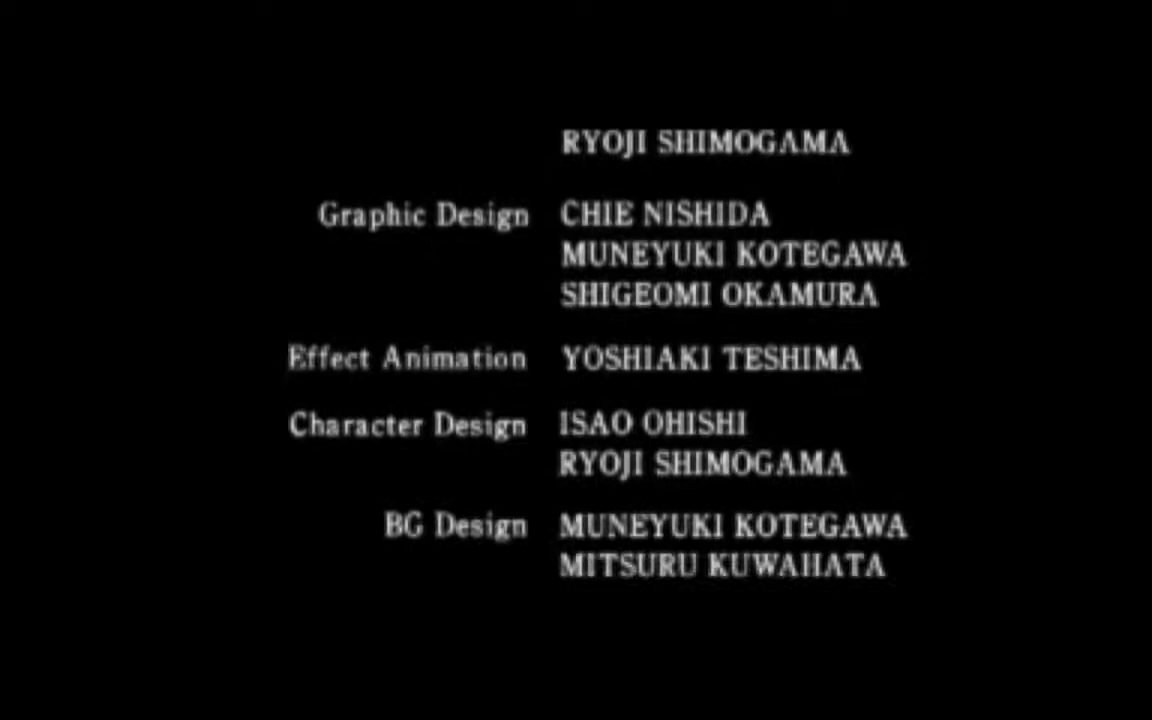 RYOJI SHIMOGAMA
Graphic Design CHIE NISHIDA
MUNEYUKI KOTEGAWA
SHIGEOMI OKAMURA
Effect Animation YOSHIAKI TESHIMA
Character Design ISAO OHISHI
RYOJI SHIMOGAMA
BG Design MUNEYUKI KOTEGAWA
MITSURU KUWAHATA